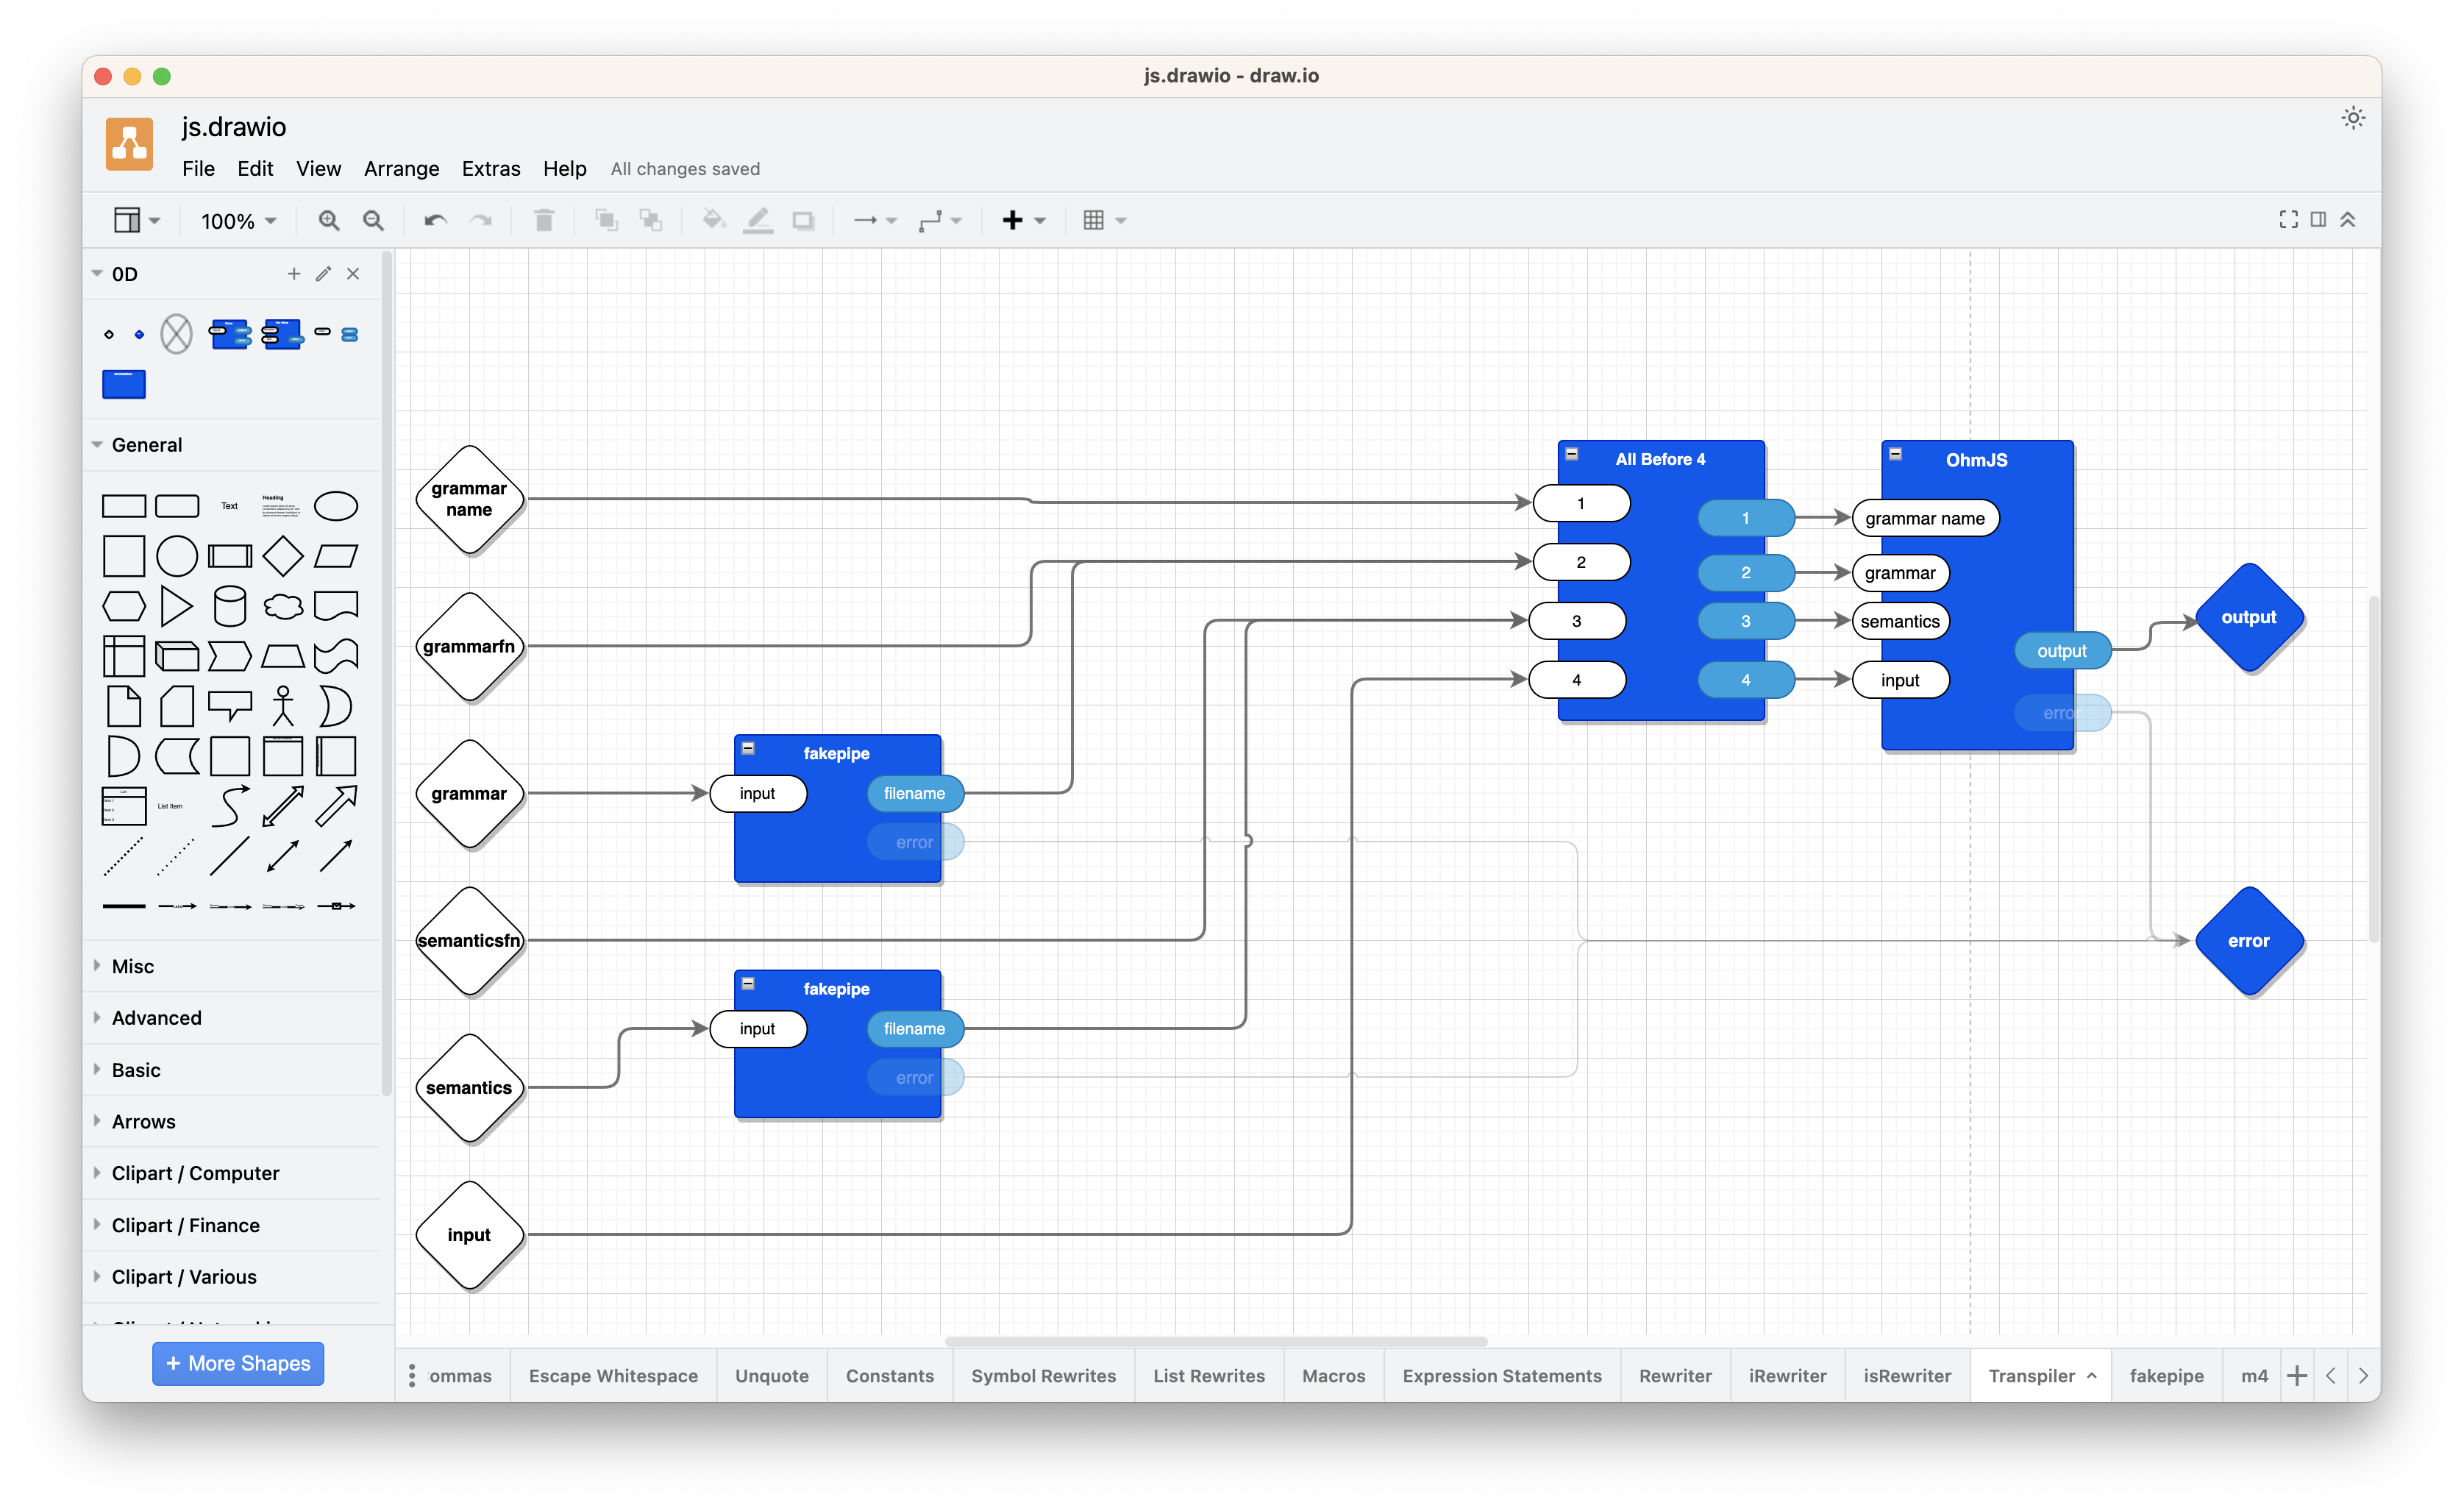 js.drawio - draw.io
js.drawio
File Edit View Arrange Extras Help All changes saved
100%
0D
General
Text
Heading
List
List Item
Misc
Advanced
Basic
Arrows
Clipart / Computer
Clipart / Finance
Clipart / Various
+ More Shapes
grammar
name
grammarfn
grammar
semanticsfn
semantics
input
fakepipe
input
filename
error
fakepipe
input
filename
error
All Before 4
1
2
3
4
1
2
3
4
OhmJS
grammar name
grammar
semantics
input
output
error
output
error
ommas
Escape Whitespace
Unquote
Constants
Symbol Rewrites
List Rewrites
Macros
Expression Statements
Rewriter
iRewriter
isRewriter
Transpiler
fakepipe
m4